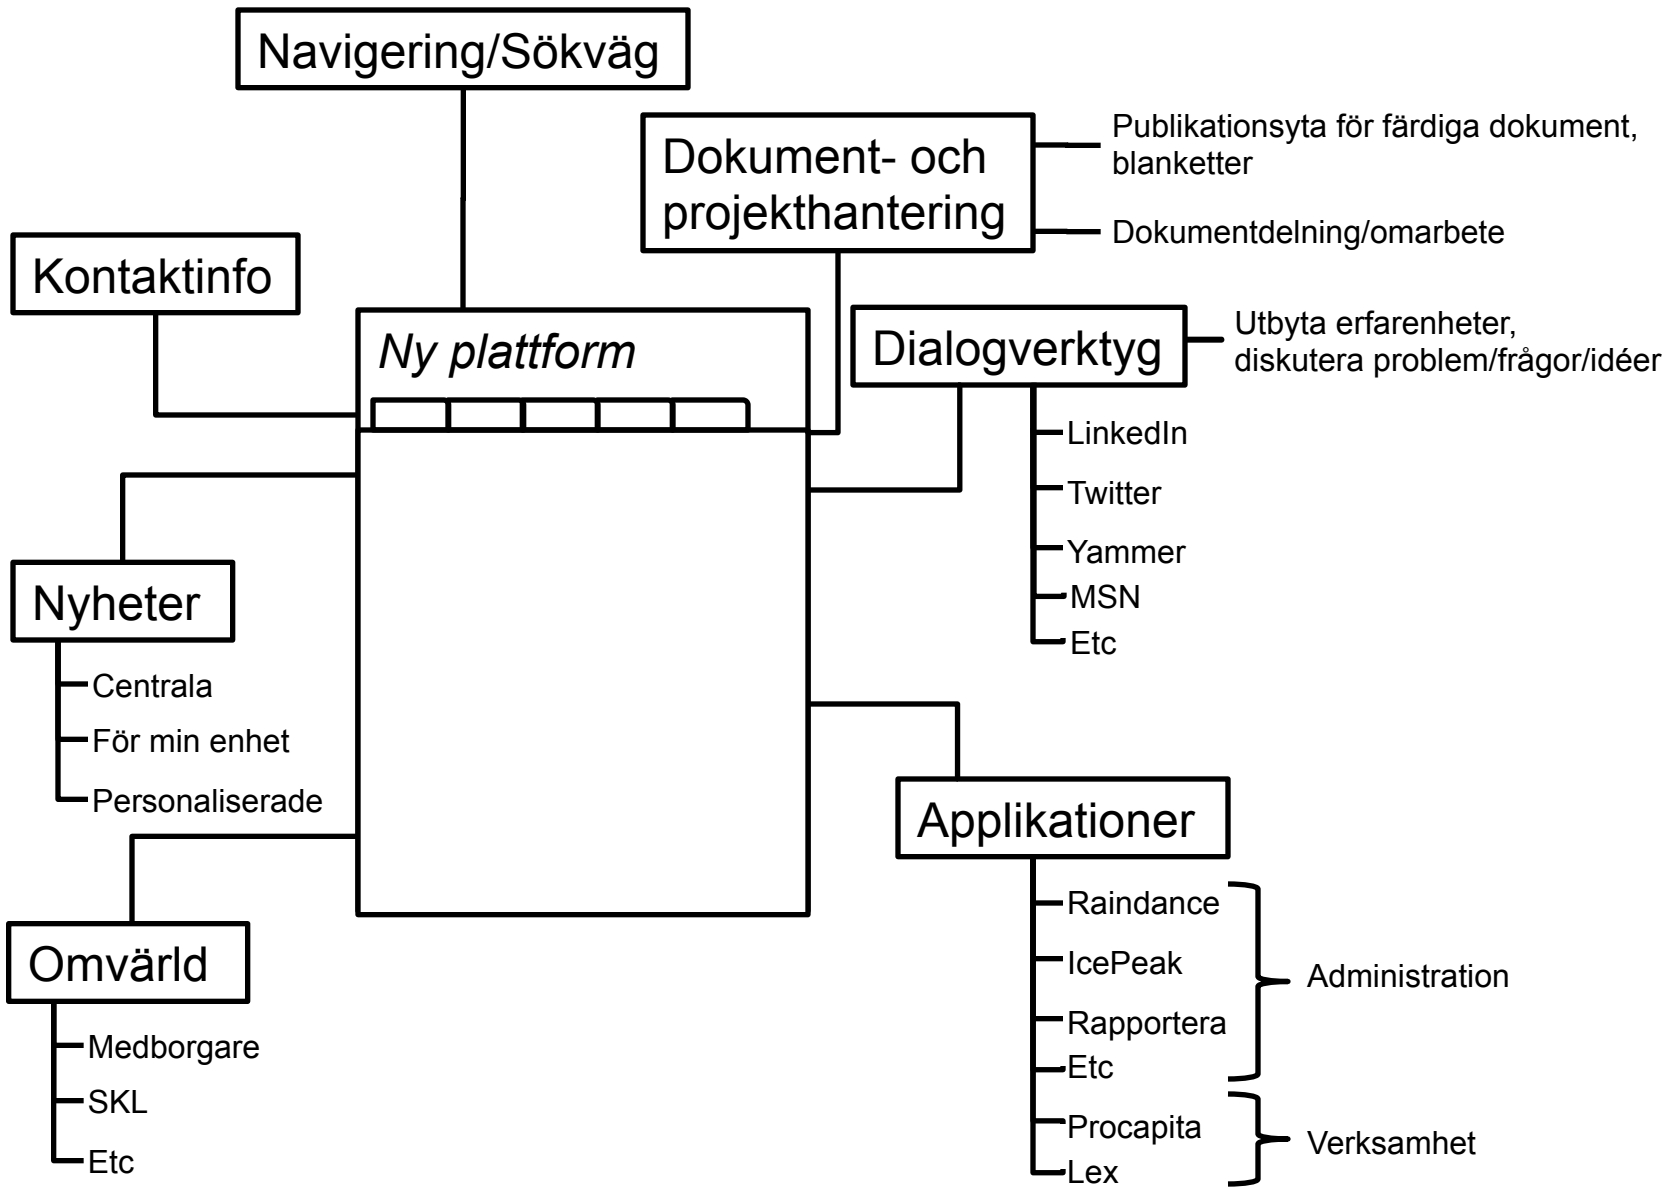 Navigering/Sökväg
Dokument- och
projekthantering
Publikationsyta för färdiga dokument,
blanketter
Dokumentdelning/omarbete
Kontaktinfo
Ny plattform
Dialogverktyg
Utbyta erfarenheter,
diskutera problem/frågor/idéer
LinkedIn
Twitter
Yammer
MSN
Etc
Nyheter
Centrala
För min enhet
Personaliserade
Omvärld
Medborgare
SKL
Etc
Applikationer
Raindance
IcePeak
Rapportera
Etc
Administration
Procapita
Lex
Verksamhet